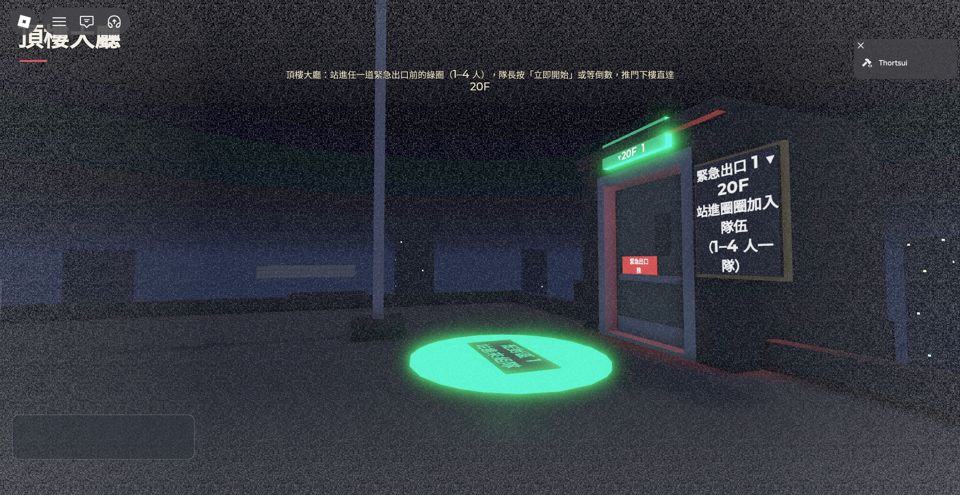 頂樓大廳
頂樓大廳：站進任一道緊急出口前的綠圈（1–4 人），隊長按「立即開始」或等倒數，推門下樓直達
20F
Thortsui
▼20F 1
緊急出口 1 ▼
20F
站進圈圈加入
隊伍
（1–4 人一
隊）
緊急出口
推